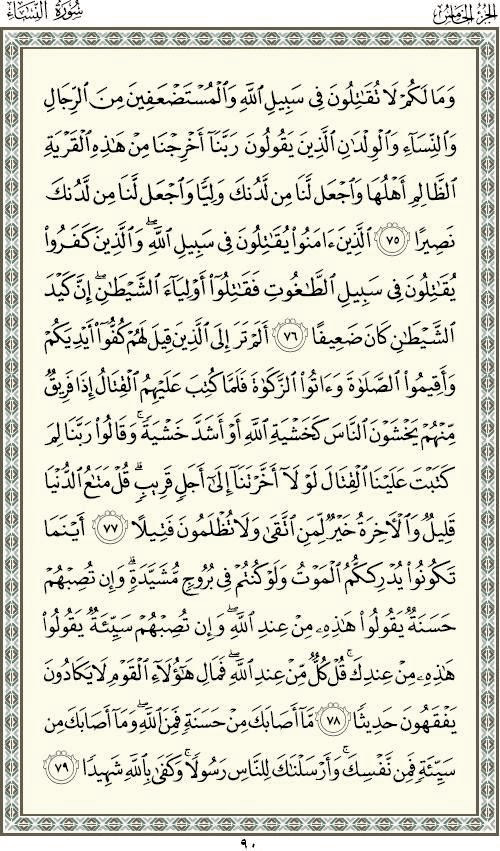 الجزء الخامس
سورة النساء
وَمَا لَكُمْ لَا تُقَٰتِلُونَ فِى سَبِيلِ ٱللَّهِ وَٱلْمُسْتَضْعَفِينَ مِنَ ٱلرِّجَالِ
وَٱلنِّسَآءِ وَٱلْوِلْدَٰنِ ٱلَّذِينَ يَقُولُونَ رَبَّنَآ أَخْرِجْنَا مِنْ هَٰذِهِ ٱلْقَرْيَةِ
ٱلظَّالِمِ أَهْلُهَا وَٱجْعَل لَّنَا مِن لَّدُنكَ وَلِيًّا وَٱجْعَل لَّنَا مِن لَّدُنكَ
نَصِيرًا ٧٥ ٱلَّذِينَ ءَامَنُوا۟ يُقَٰتِلُونَ فِى سَبِيلِ ٱللَّهِ ۖ وَٱلَّذِينَ كَفَرُوا۟
يُقَٰتِلُونَ فِى سَبِيلِ ٱلطَّٰغُوتِ فَقَٰتِلُوٓا۟ أَوْلِيَآءَ ٱلشَّيْطَٰنِ ۖ إِنَّ كَيْدَ
ٱلشَّيْطَٰنِ كَانَ ضَعِيفًا ٧٦ أَلَمْ تَرَ إِلَى ٱلَّذِينَ قِيلَ لَهُمْ كُفُّوٓا۟ أَيْدِيَكُمْ
وَأَقِيمُوا۟ ٱلصَّلَوٰةَ وَءَاتُوا۟ ٱلزَّكَوٰةَ فَلَمَّا كُتِبَ عَلَيْهِمُ ٱلْقِتَالُ إِذَا فَرِيقٌ
مِّنْهُمْ يَخْشَوْنَ ٱلنَّاسَ كَخَشْيَةِ ٱللَّهِ أَوْ أَشَدَّ خَشْيَةً ۚ وَقَالُوا۟ رَبَّنَا لِمَ
كَتَبْتَ عَلَيْنَا ٱلْقِتَالَ لَوْلَآ أَخَّرْتَنَآ إِلَىٰٓ أَجَلٍ قَرِيبٍ ۗ قُلْ مَتَٰعُ ٱلدُّنْيَا
قَلِيلٌ وَٱلْءَاخِرَةُ خَيْرٌ لِّمَنِ ٱتَّقَىٰ وَلَا تُظْلَمُونَ فَتِيلًا ٧٧ أَيْنَمَا
تَكُونُوا۟ يُدْرِككُّمُ ٱلْمَوْتُ وَلَوْ كُنتُمْ فِى بُرُوجٍ مُّشَيَّدَةٍ ۗ وَإِن تُصِبْهُمْ
حَسَنَةٌ يَقُولُوا۟ هَٰذِهِۦ مِنْ عِندِ ٱللَّهِ ۖ وَإِن تُصِبْهُمْ سَيِّئَةٌ يَقُولُوا۟
هَٰذِهِۦ مِنْ عِندِكَ ۚ قُلْ كُلٌّ مِّنْ عِندِ ٱللَّهِ ۖ فَمَالِ هَٰٓؤُلَآءِ ٱلْقَوْمِ لَا يَكَادُونَ
يَفْقَهُونَ حَدِيثًا ٧٨ مَّآ أَصَابَكَ مِنْ حَسَنَةٍ فَمِنَ ٱللَّهِ ۖ وَمَآ أَصَابَكَ مِن
سَيِّئَةٍ فَمِن نَّفْسِكَ ۚ وَأَرْسَلْنَٰكَ لِلنَّاسِ رَسُولًا ۚ وَكَفَىٰ بِٱللَّهِ شَهِيدًا ٧٩
٩٠